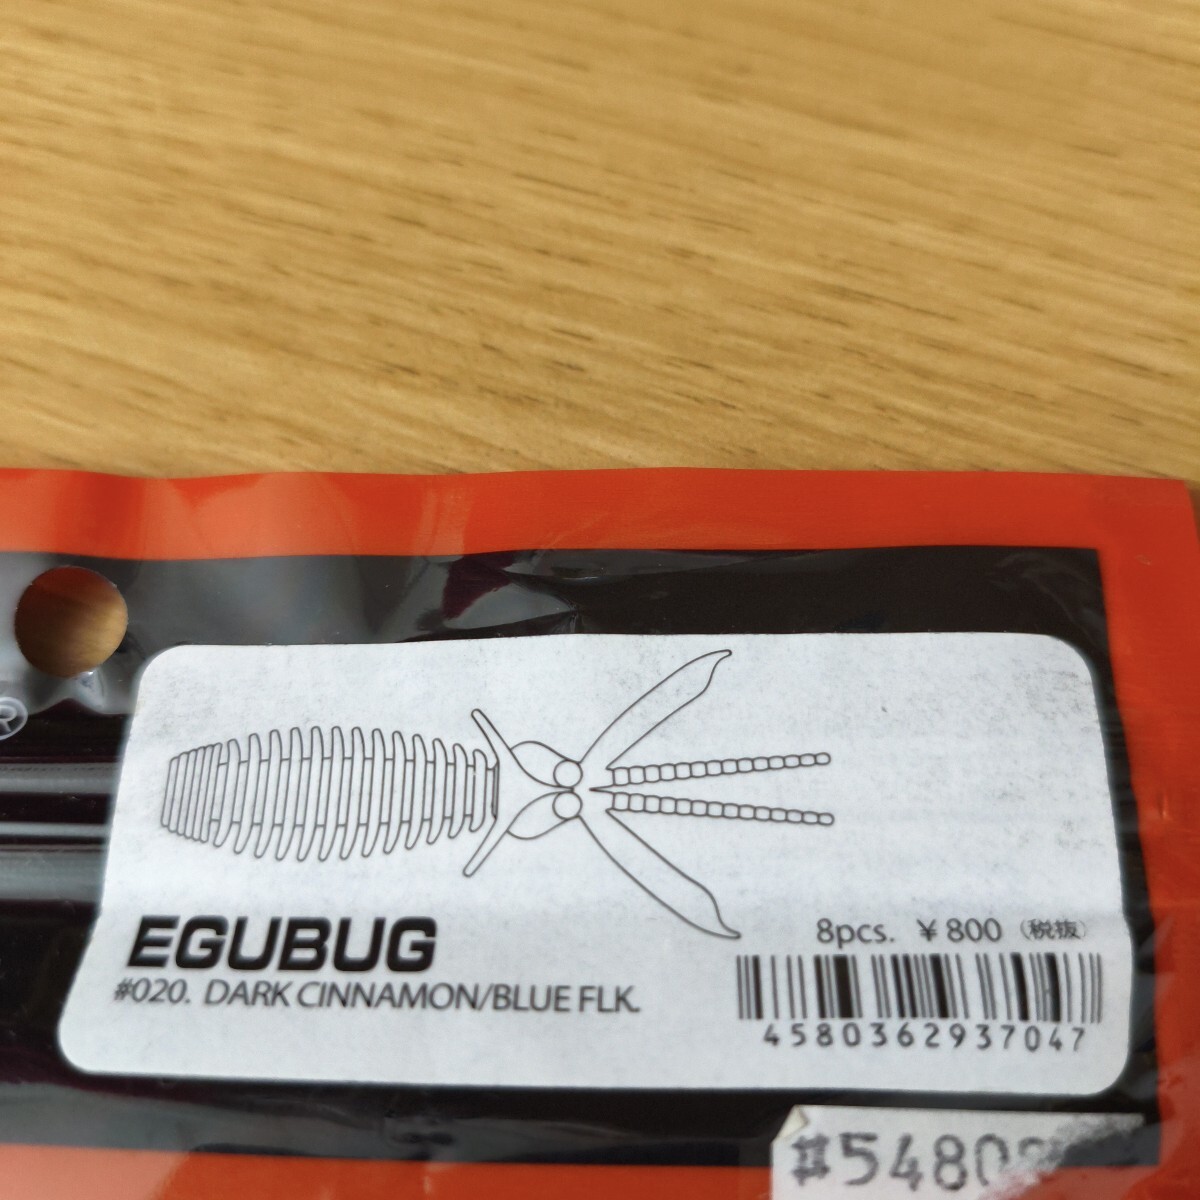 ®
EGUBUG
#020. DARK CINNAMON/BLUE FLK.
8pcs. ¥800 (税抜)
4580362937047